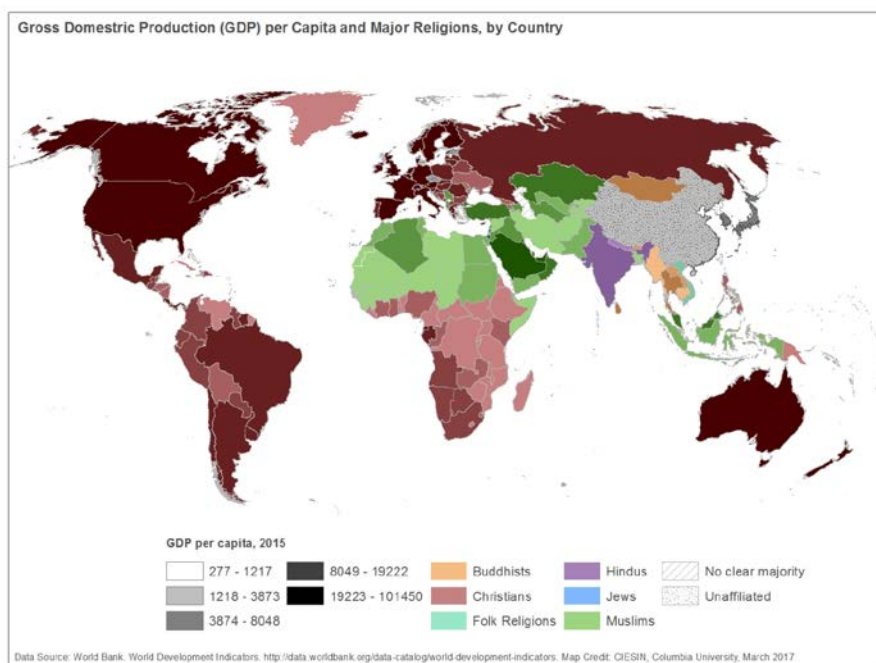 Gross Domestric Production (GDP) per Capita and Major Religions, by Country
GDP per capita, 2015
277 - 1217
1218 - 3873
3874 - 8048
8049 - 19222
19223 - 101450
Buddhists
Christians
Folk Religions
Hindus
Jews
Muslims
No clear majority
Unaffiliated
Data Source: World Bank. World Development Indicators. http://data.worldbank.org/data-catalog/world-development-indicators. Map Credit: CIESIN, Columbia University, March 2017